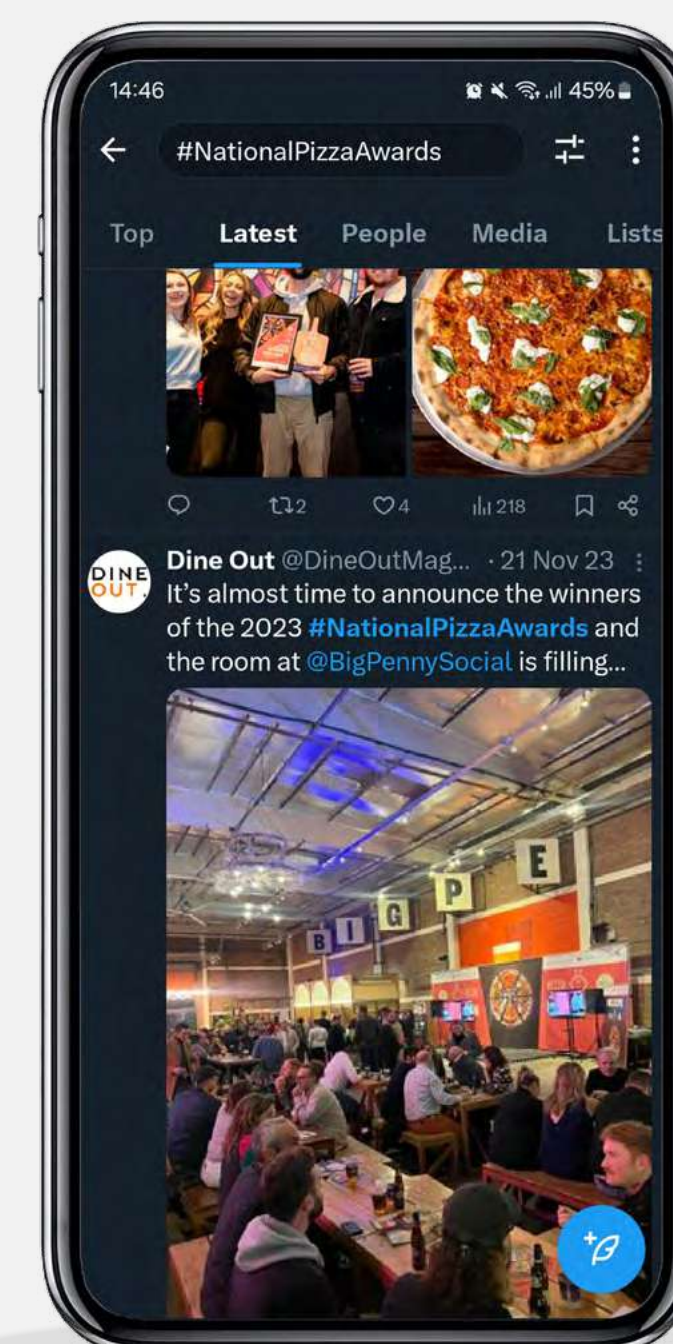 14:46 45%
#NationalPizzaAwards
Top Latest People Media Lists
2 4 218
DINE
OUT.
Dine Out @DineOutMag... · 21 Nov 23
It’s almost time to announce the winners
of the 2023 #NationalPizzaAwards and
the room at @BigPennySocial is filling...
B I G P E